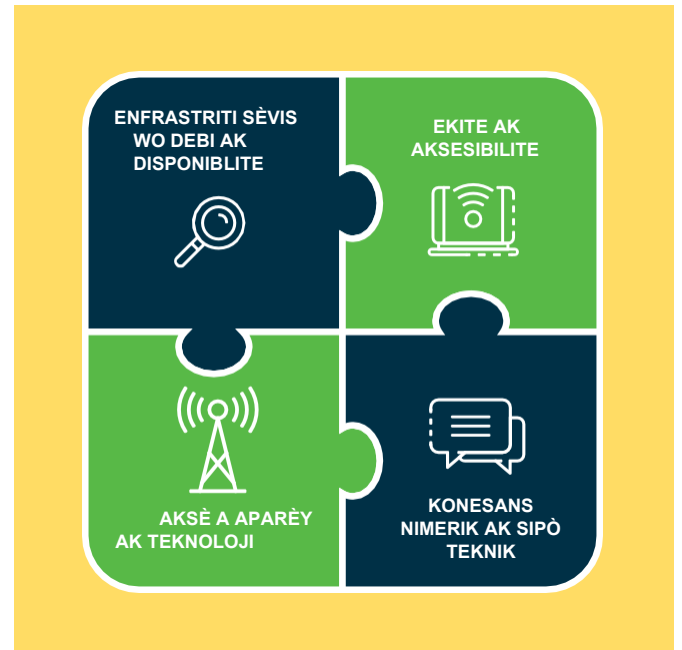 ENFRASTRITI SÈVIS
WO DEBI AK
DISPONIBLITE
EKITE AK
AKSESIBILITE
AKSÈ A APARÈY
AK TEKNOLOJI
KONESANS
NIMERIK AK SIPÒ
TEKNIK